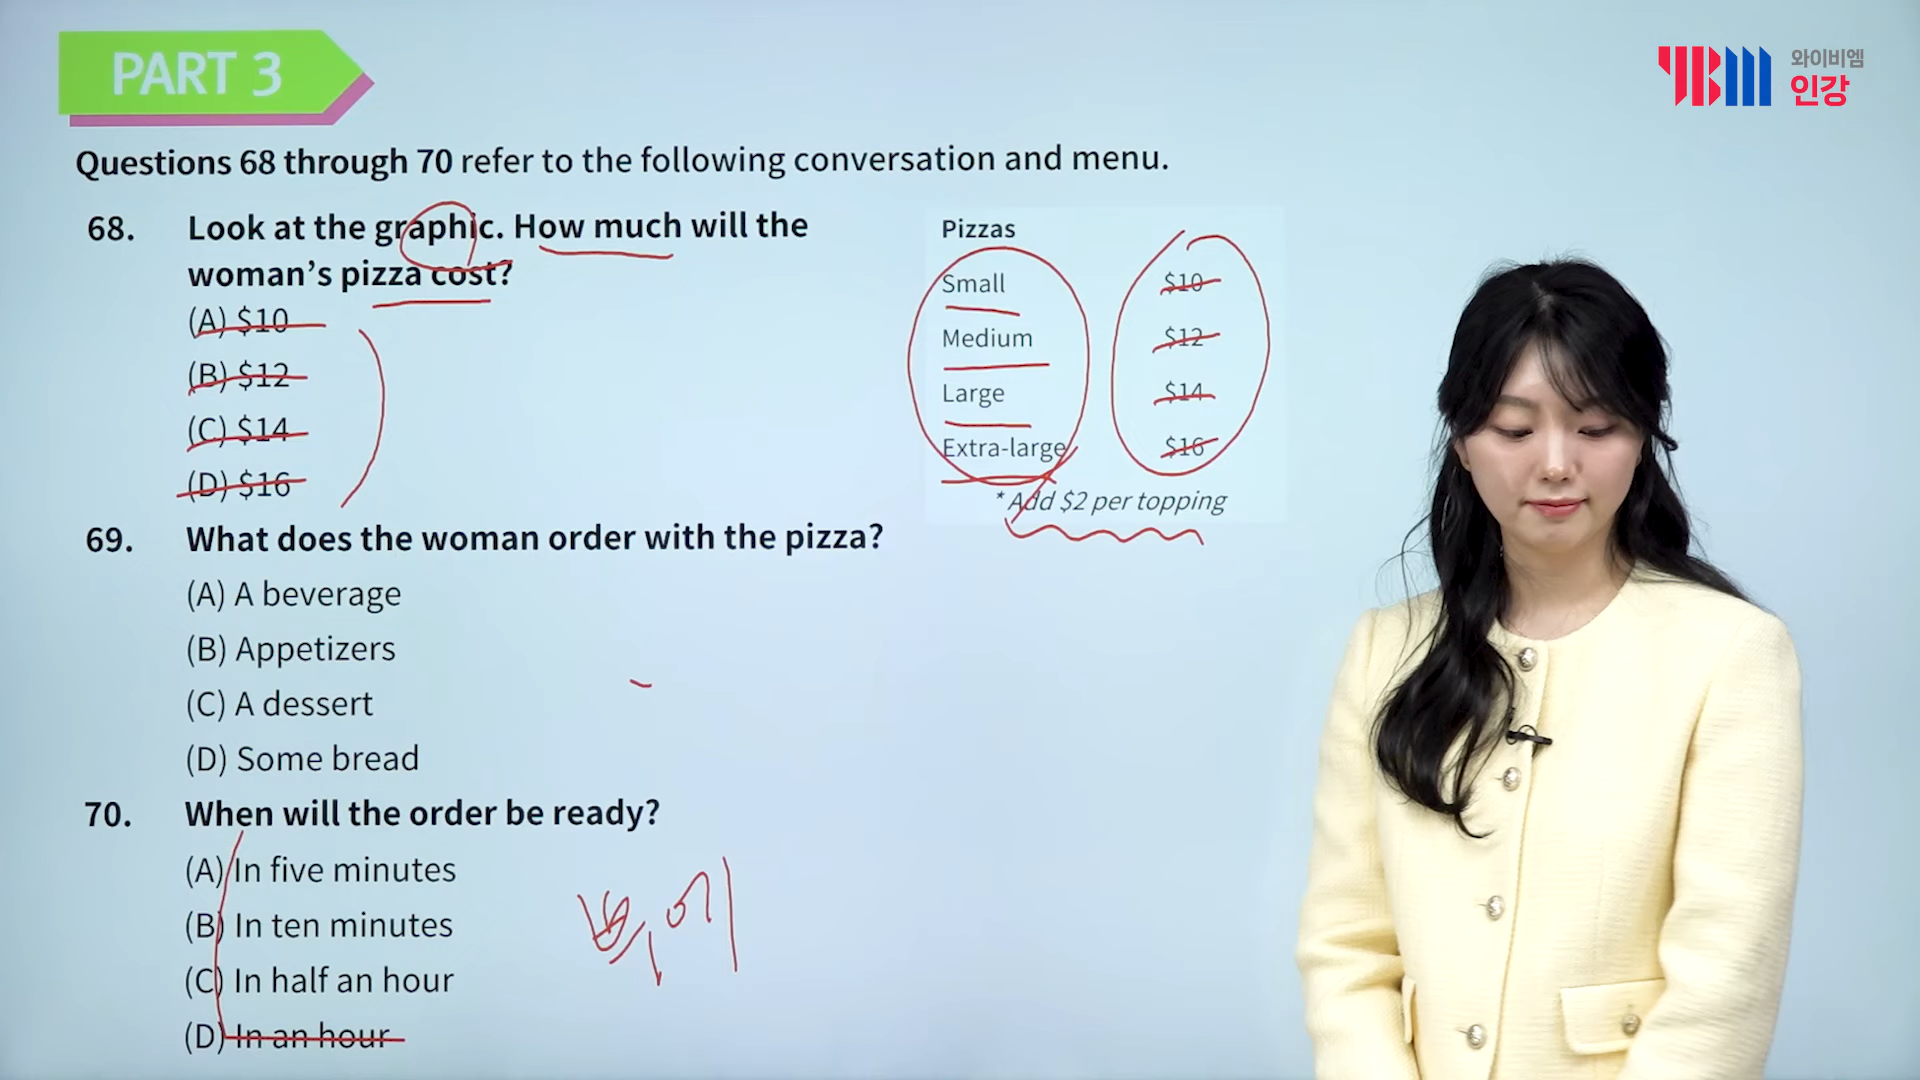 PART 3
YBM 와이비엠
인강
Questions 68 through 70 refer to the following conversation and menu.
68. Look at the graphic. How much will the
woman's pizza cost?
(A) $10
(B) $12
(C) $14
(D) $16
Pizzas
Small $10
Medium $12
Large $14
Extra-large $16
* Add $2 per topping
69. What does the woman order with the pizza?
(A) A beverage
(B) Appetizers
(C) A dessert
(D) Some bread
70. When will the order be ready?
(A) In five minutes
(B) In ten minutes
(C) In half an hour
(D) In an hour